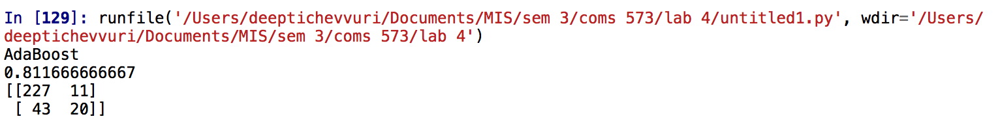 In [129]: runfile('/Users/deeptichevvuri/Documents/MIS/sem 3/coms 573/lab 4/untitled1.py', wdir='/Users/
deeptichevvuri/Documents/MIS/sem 3/coms 573/lab 4')
AdaBoost
0.811666666667
[[227  11]
 [ 43  20]]